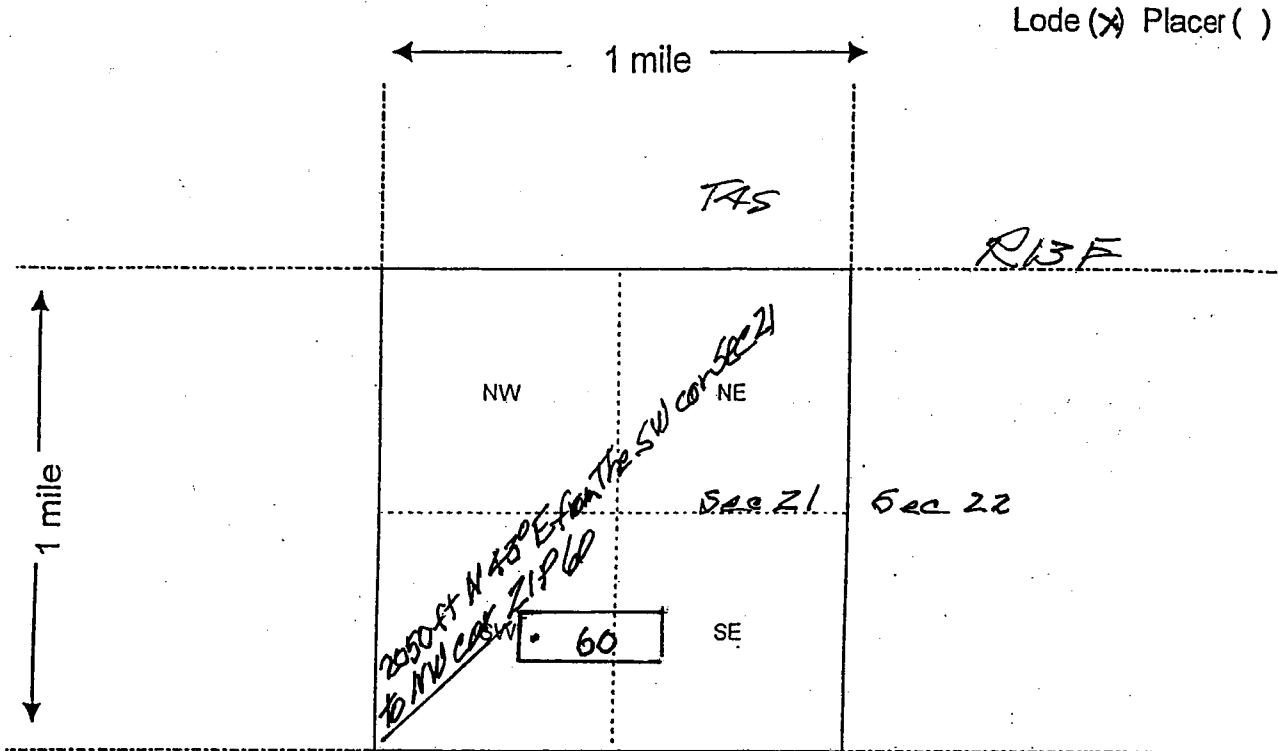 Lode (x) Placer ( )
1 mile
T4S
R13E
NW
NE
1 mile
Sec 21 Sec 22
2050 ft N 43° E from The SW cor Sec 21
to NW cor ZIP 60
SW
60
SE